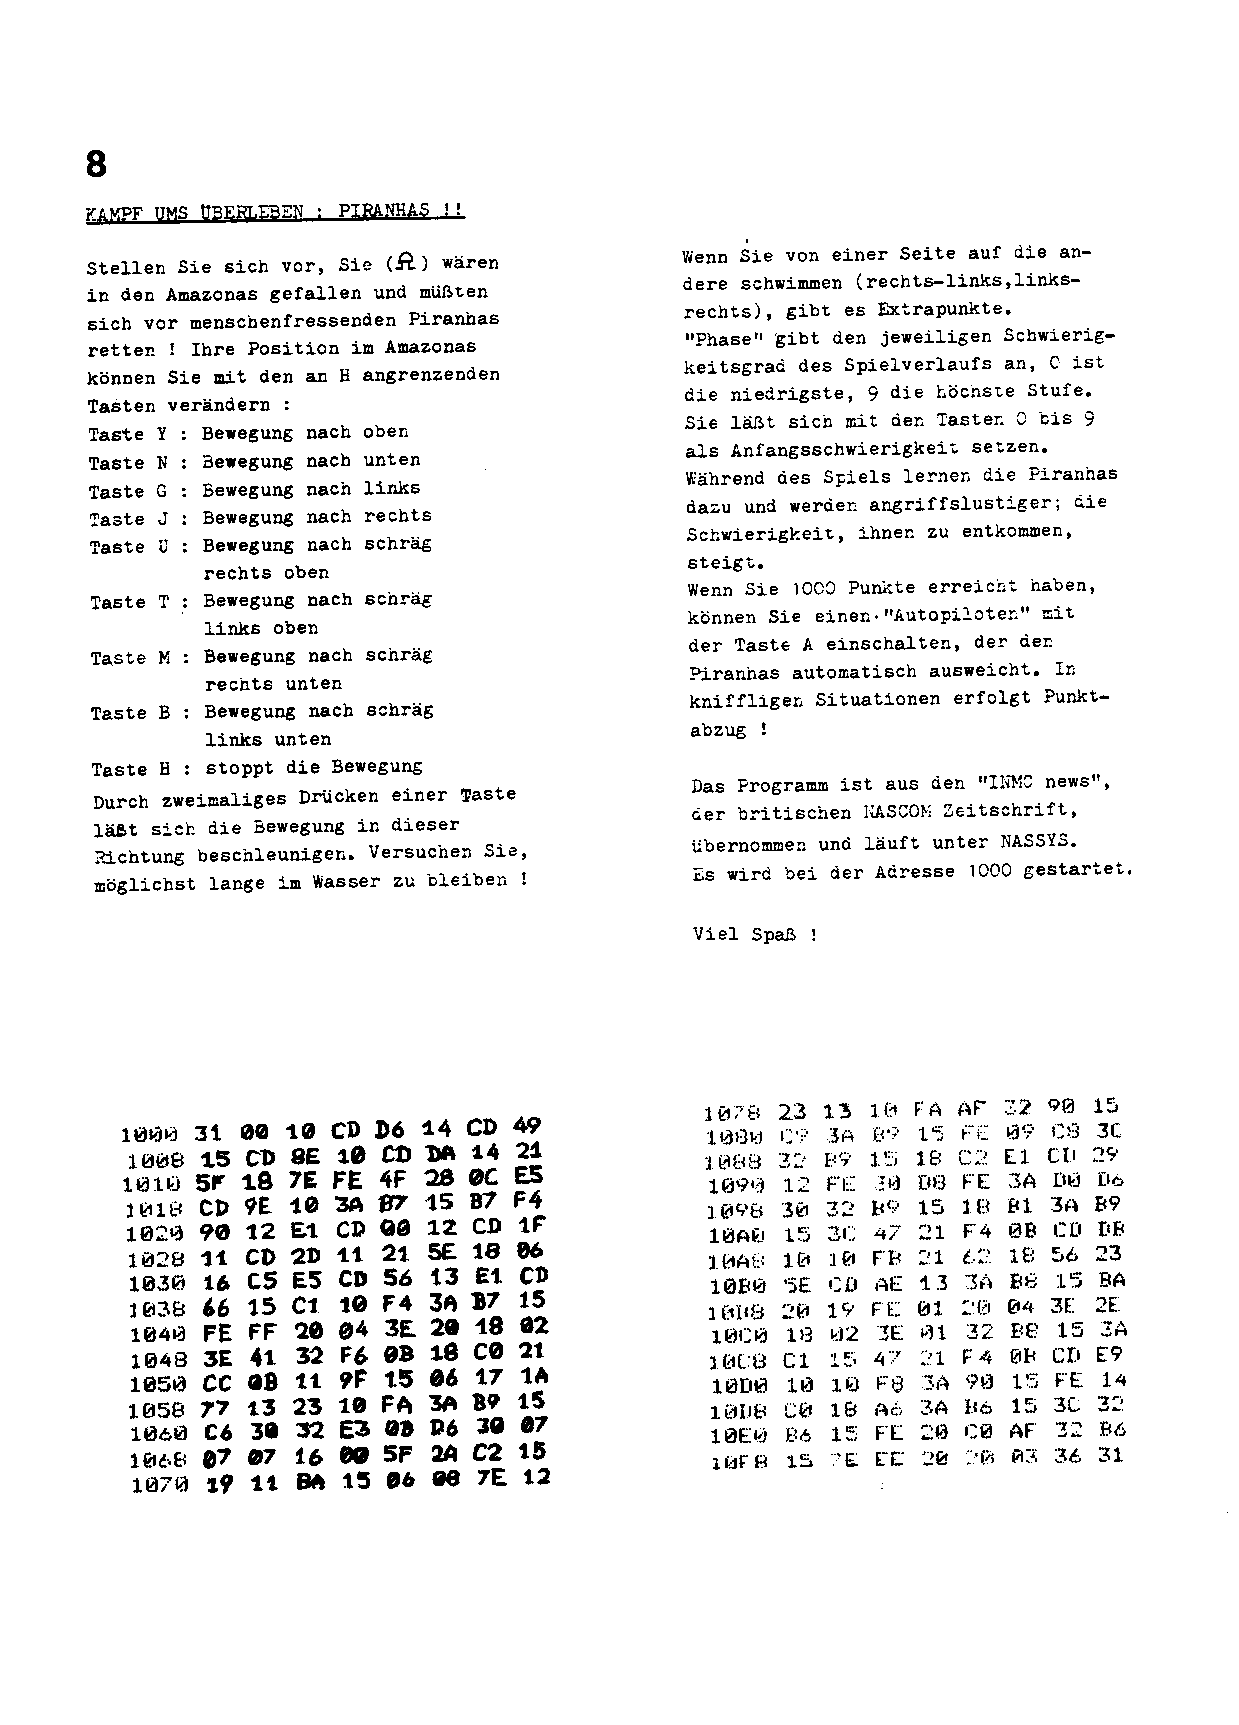 8
KAMPF UMS ÜBERLEBEN : PIRANHAS !!
Stellen Sie sich vor, Sie (Ω) wären
in den Amazonas gefallen und müßten
sich vor menschenfressenden Piranhas
retten ! Ihre Position im Amazonas
können Sie mit den an H angrenzenden
Tasten verändern :
Taste Y : Bewegung nach oben
Taste N : Bewegung nach unten
Taste G : Bewegung nach links
Taste J : Bewegung nach rechts
Taste U : Bewegung nach schräg
rechts oben
Taste T : Bewegung nach schräg
links oben
Taste M : Bewegung nach schräg
rechts unten
Taste B : Bewegung nach schräg
links unten
Taste H : stoppt die Bewegung
Durch zweimaliges Drücken einer Taste
läßt sich die Bewegung in dieser
Richtung beschleunigen. Versuchen Sie,
möglichst lange im Wasser zu bleiben !
Wenn Sie von einer Seite auf die an-
dere schwimmen (rechts-links,links-
rechts), gibt es Extrapunkte.
"Phase" gibt den jeweiligen Schwierig-
keitsgrad des Spielverlaufs an, 0 ist
die niedrigste, 9 die höchste Stufe.
Sie läßt sich mit den Tasten 0 bis 9
als Anfangsschwierigkeit setzen.
Während des Spiels lernen die Piranhas
dazu und werden angriffslustiger; die
Schwierigkeit, ihnen zu entkommen,
steigt.
Wenn Sie 1000 Punkte erreicht haben,
können Sie einen "Autopiloten" mit
der Taste A einschalten, der den
Piranhas automatisch ausweicht. In
kniffligen Situationen erfolgt Punkt-
abzug !
Das Programm ist aus den "INMC news",
der britischen NASCOM Zeitschrift,
übernommen und läuft unter NASSYS.
Es wird bei der Adresse 1000 gestartet.
Viel Spaß !
1000 31 00 10 CD D6 14 CD 49
1008 15 CD 8E 10 CD DA 14 21
1010 5F 18 7E FE 4F 28 0C E5
1018 CD 9E 10 3A B7 15 B7 F4
1020 90 12 E1 CD 00 12 CD 1F
1028 11 CD 2D 11 21 5E 18 06
1030 16 C5 E5 CD 56 13 E1 CD
1038 66 15 C1 10 F4 3A B7 15
1040 FE FF 20 04 3E 20 18 02
1048 3E 41 32 F6 0B 18 C0 21
1050 CC 0B 11 9F 15 06 17 1A
1058 77 13 23 10 FA 3A B9 15
1060 C6 30 32 E3 0B D6 30 07
1068 07 07 16 00 5F 2A C2 15
1070 19 11 BA 15 06 08 7E 12
1078 23 13 10 FA AF 32 90 15
1080 C9 3A B9 15 FE 09 C8 3C
1088 32 B9 15 18 C2 E1 CD 29
1090 12 FE 30 D8 FE 3A D0 D6
1098 30 32 B9 15 18 B1 3A B9
10A0 15 3C 47 21 F4 0B CD DB
10A8 10 10 FB 21 62 18 56 23
10B0 5E CD AE 13 3A B8 15 BA
10B8 20 19 FE 01 20 04 3E 2E
10C0 18 02 3E 01 32 B8 15 3A
10C8 C1 15 47 21 F4 0B CD E9
10D0 10 10 F8 3A 90 15 FE 14
10D8 C0 18 A6 3A B6 15 3C 32
10E0 B6 15 FE 20 C0 AF 32 B6
10F8 15 7E EE 20 20 03 36 31